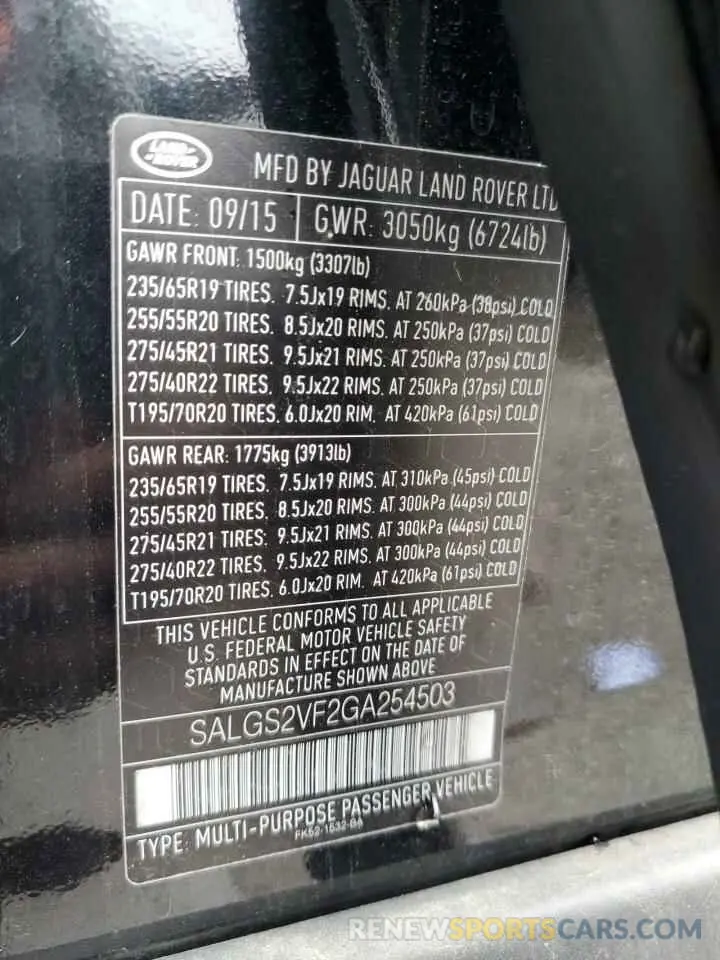 LAND ROVER
MFD BY JAGUAR LAND ROVER LTD
DATE: 09/15 GWR: 3050kg (6724lb)
GAWR FRONT: 1500kg (3307lb)
235/65R19 TIRES. 7.5Jx19 RIMS. AT 260kPa (38psi) COLD
255/55R20 TIRES. 8.5Jx20 RIMS. AT 250kPa (37psi) COLD
275/45R21 TIRES. 9.5Jx21 RIMS. AT 250kPa (37psi) COLD
275/40R22 TIRES. 9.5Jx22 RIMS. AT 250kPa (37psi) COLD
T195/70R20 TIRES. 6.0Jx20 RIM. AT 420kPa (61psi) COLD
GAWR REAR: 1775kg (3913lb)
235/65R19 TIRES. 7.5Jx19 RIMS. AT 310kPa (45psi) COLD
255/55R20 TIRES. 8.5Jx20 RIMS. AT 300kPa (44psi) COLD
275/45R21 TIRES: 9.5Jx21 RIMS. AT 300kPa (44psi) COLD
275/40R22 TIRES. 9.5Jx22 RIMS. AT 300kPa (44psi) COLD
T195/70R20 TIRES. 6.0Jx20 RIM. AT 420kPa (61psi) COLD
THIS VEHICLE CONFORMS TO ALL APPLICABLE
U.S. FEDERAL MOTOR VEHICLE SAFETY
STANDARDS IN EFFECT ON THE DATE OF
MANUFACTURE SHOWN ABOVE
SALGS2VF2GA254503
TYPE: MULTI-PURPOSE PASSENGER VEHICLE
FK52-1532-BA
RENEWSPORTSCARS.COM